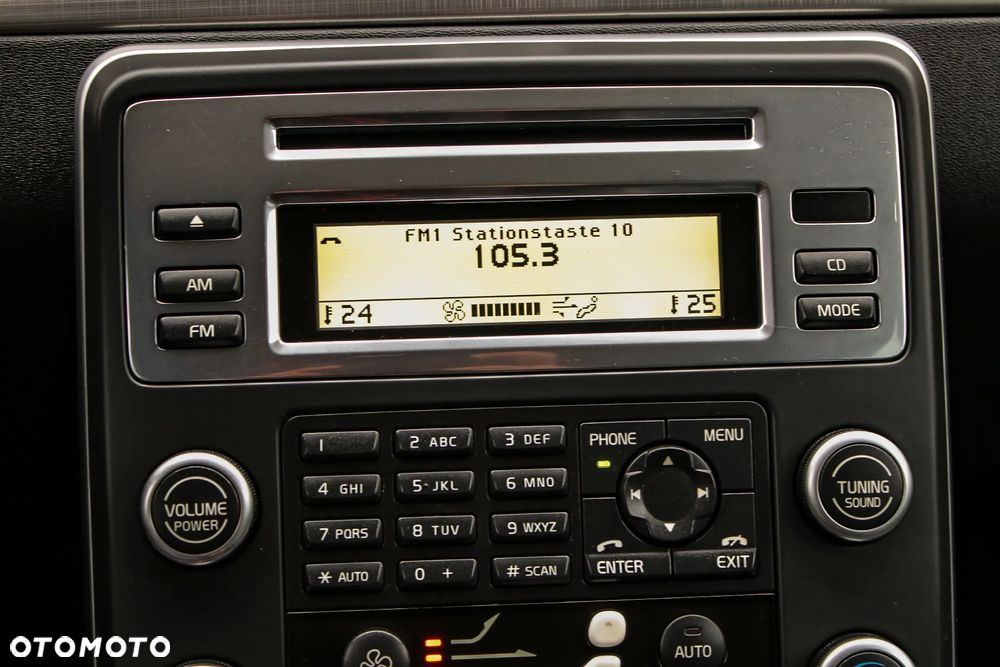 FM1 Stationstaste 10
105.3
24 25
AM
FM
CD
MODE
1 2 ABC 3 DEF
4 GHI 5 JKL 6 MNO
7 PQRS 8 TUV 9 WXYZ
* AUTO 0 + # SCAN
PHONE MENU
ENTER EXIT
VOLUME
POWER
TUNING
SOUND
AUTO
OTOMOTO